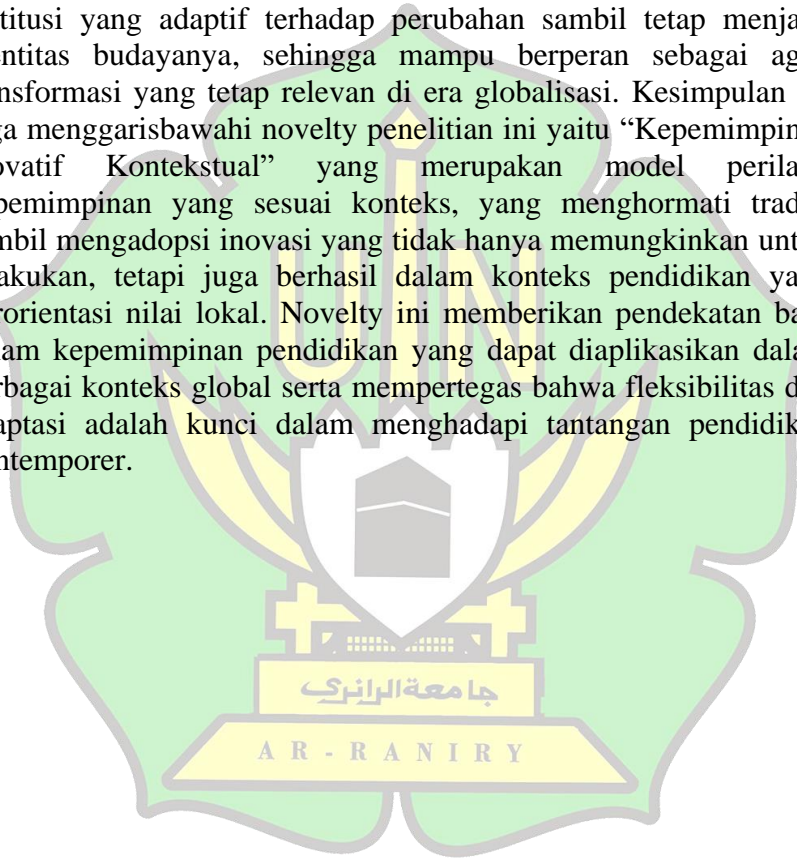 titusi yang adaptif terhadap perubahan sambil tetap menja
entitas budayanya, sehingga mampu berperan sebagai ag
nsformasi yang tetap relevan di era globalisasi. Kesimpulan
ga menggarisbawahi novelty penelitian ini yaitu “Kepemimpin
ovatif Kontekstual” yang merupakan model perila
pemimpinan yang sesuai konteks, yang menghormati trad
mbil mengadopsi inovasi yang tidak hanya memungkinkan unt
akukan, tetapi juga berhasil dalam konteks pendidikan ya
rorientasi nilai lokal. Novelty ini memberikan pendekatan ba
lam kepemimpinan pendidikan yang dapat diaplikasikan dala
rbagai konteks global serta mempertegas bahwa fleksibilitas d
aptasi adalah kunci dalam menghadapi tantangan pendidik
ntemporer.
UIN
جامعة الرانري
AR-RANIRY